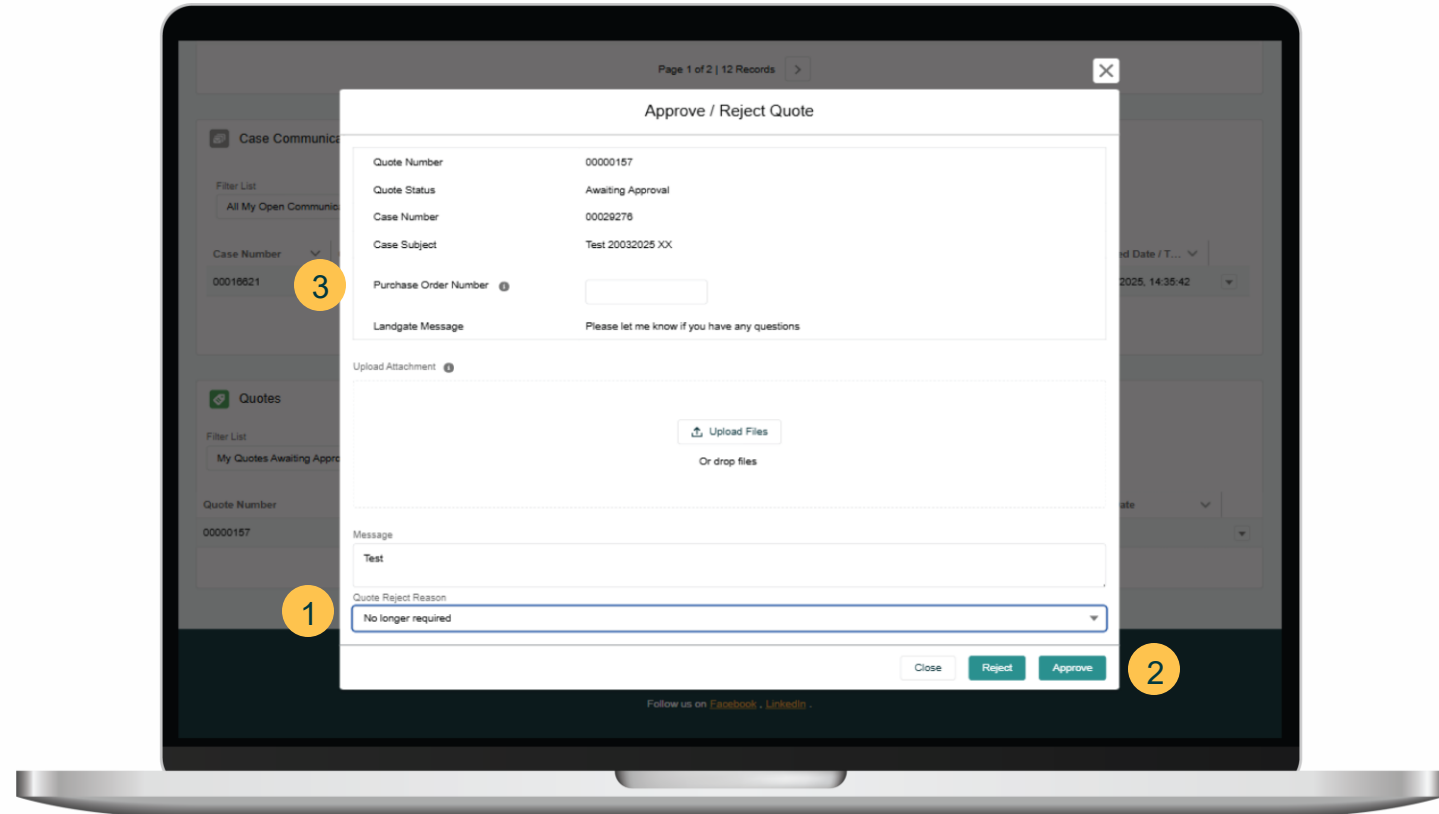 Page 1 of 2 | 12 Records
Approve / Reject Quote
Case Communica
Quote Number 00000157
Filter List
Quote Status Awaiting Approval
All My Open Communic
Case Number 00029276
Case Subject Test 20032025 XX
Case Number ed Date / T...
00016621 2025, 14:35:42
3
Purchase Order Number
Landgate Message Please let me know if you have any questions
Upload Attachment
Quotes
Upload Files
Filter List
My Quotes Awaiting Appro
Or drop files
Quote Number ate
00000157
Message
Test
Quote Reject Reason
1
No longer required
Close Reject Approve
2
Follow us on Facebook , LinkedIn .